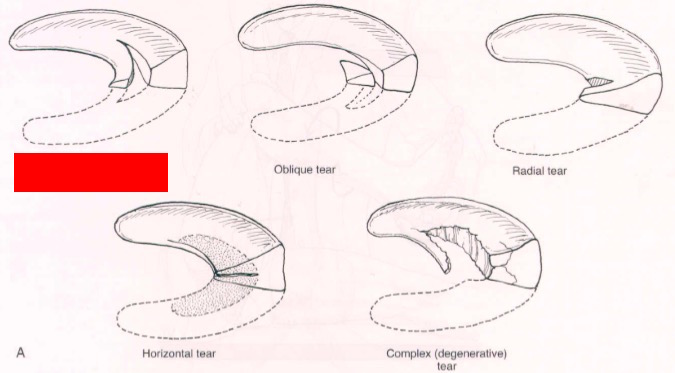 Oblique tear
Radial tear
A
Horizontal tear
Complex (degenerative)
tear